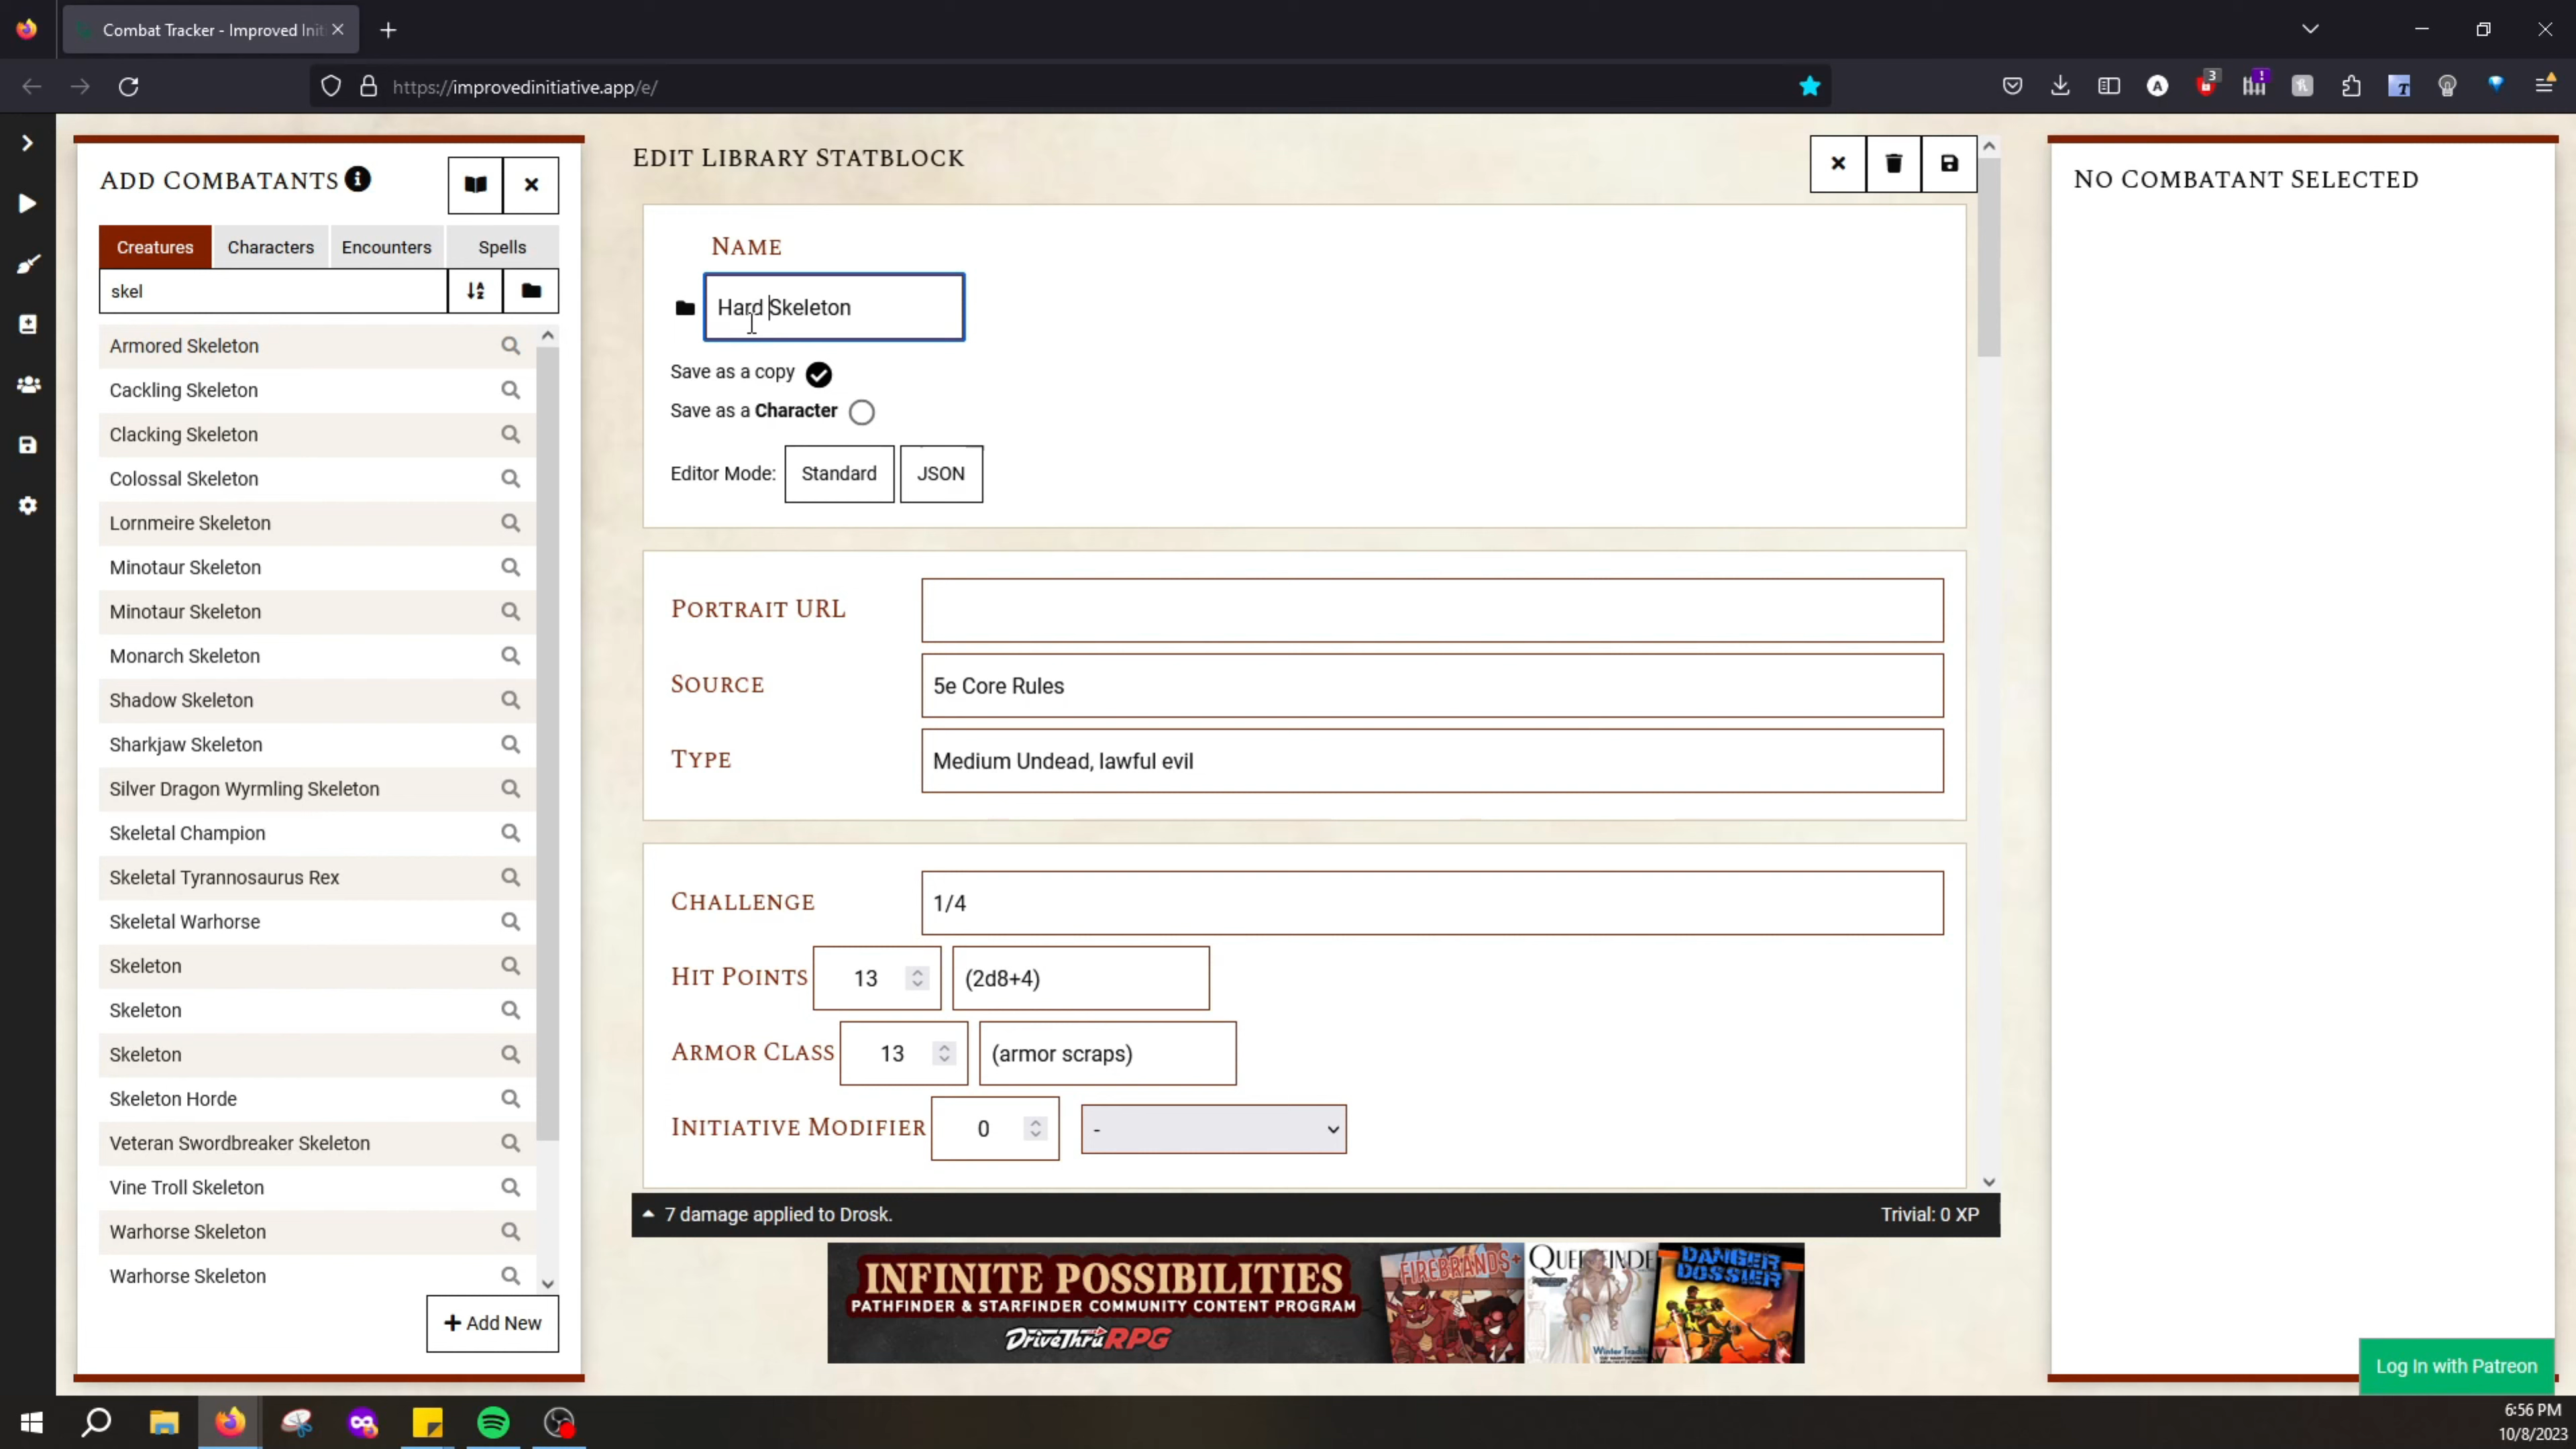 Combat Tracker - Improved Init
https://improvedinitiative.app/e/
3
ADD COMBATANTS
Creatures
Characters
Encounters
Spells
skel
Armored Skeleton
Cackling Skeleton
Clacking Skeleton
Colossal Skeleton
Lornmeire Skeleton
Minotaur Skeleton
Minotaur Skeleton
Monarch Skeleton
Shadow Skeleton
Sharkjaw Skeleton
Silver Dragon Wyrmling Skeleton
Skeletal Champion
Skeletal Tyrannosaurus Rex
Skeletal Warhorse
Skeleton
Skeleton
Skeleton
Skeleton Horde
Veteran Swordbreaker Skeleton
Vine Troll Skeleton
Warhorse Skeleton
Warhorse Skeleton
+ Add New
EDIT LIBRARY STATBLOCK
NAME
Hard Skeleton
Save as a copy
Save as a Character
Editor Mode: Standard JSON
PORTRAIT URL
SOURCE 5e Core Rules
TYPE Medium Undead, lawful evil
CHALLENGE 1/4
HIT POINTS 13 (2d8+4)
ARMOR CLASS 13 (armor scraps)
INITIATIVE MODIFIER 0 -
7 damage applied to Drosk. Trivial: 0 XP
INFINITE POSSIBILITIES
PATHFINDER & STARFINDER COMMUNITY CONTENT PROGRAM
DriveThruRPG
FIREBRANDS+
DANGER
DOSSIER
NO COMBATANT SELECTED
Log In with Patreon
6:56 PM
10/8/2023